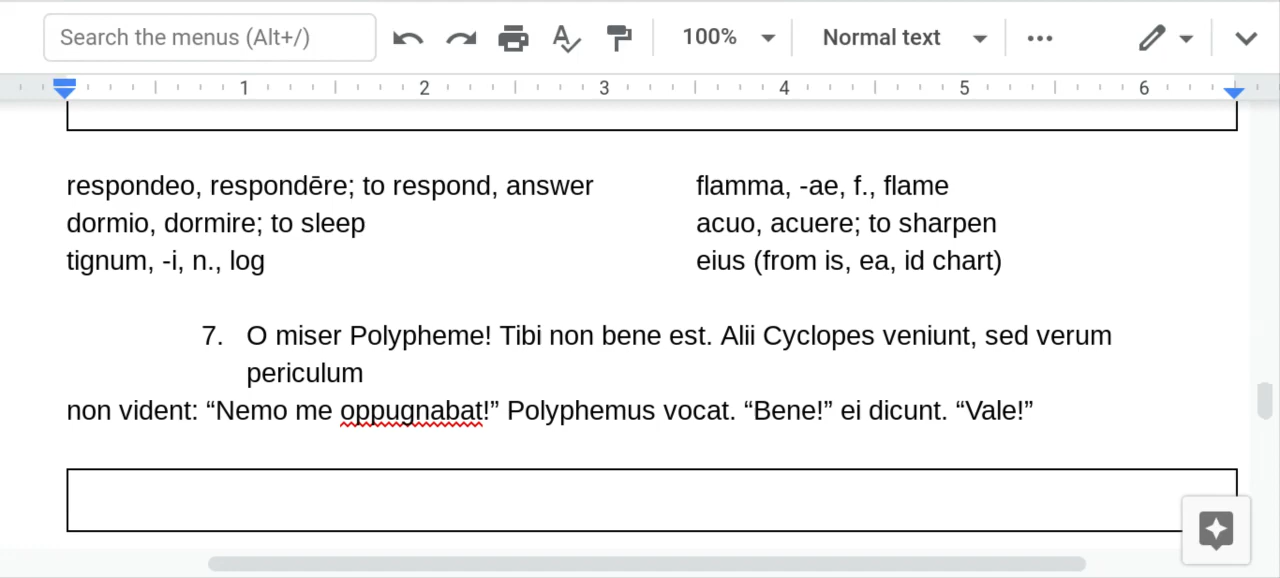 Search the menus (Alt+/)
100%
Normal text
1 2 3 4 5 6
respondeo, respondēre; to respond, answer
flamma, -ae, f., flame
dormio, dormire; to sleep
acuo, acuere; to sharpen
tignum, -i, n., log
eius (from is, ea, id chart)
7. O miser Polypheme! Tibi non bene est. Alii Cyclopes veniunt, sed verum
periculum
non vident: “Nemo me oppugnabat!” Polyphemus vocat. “Bene!” ei dicunt. “Vale!”